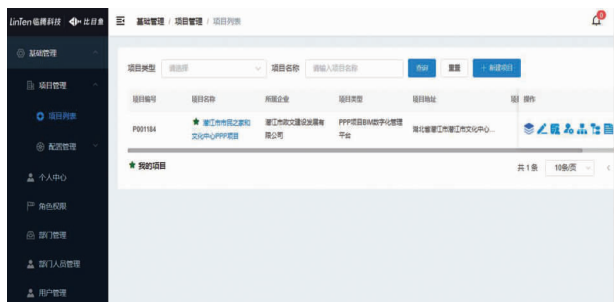 LinTen 临腾科技 比目鱼
基础管理 / 项目管理 / 项目列表
基础管理
项目管理
项目列表
配置管理
个人中心
角色权限
部门管理
部门人员管理
用户管理
项目类型 请选择 项目名称 请输入项目名称 查询 重置 + 新建项目
项目编号 项目名称 所属企业 项目类型 项目地址 操作
P001184
潜江市市民之家和
文化中心PPP项目
潜江市政文建设发展有
限公司
PPP项目BIM数字化管理
平台
湖北省潜江市潜江市文化中心...
我的项目
共 1 条 10条/页